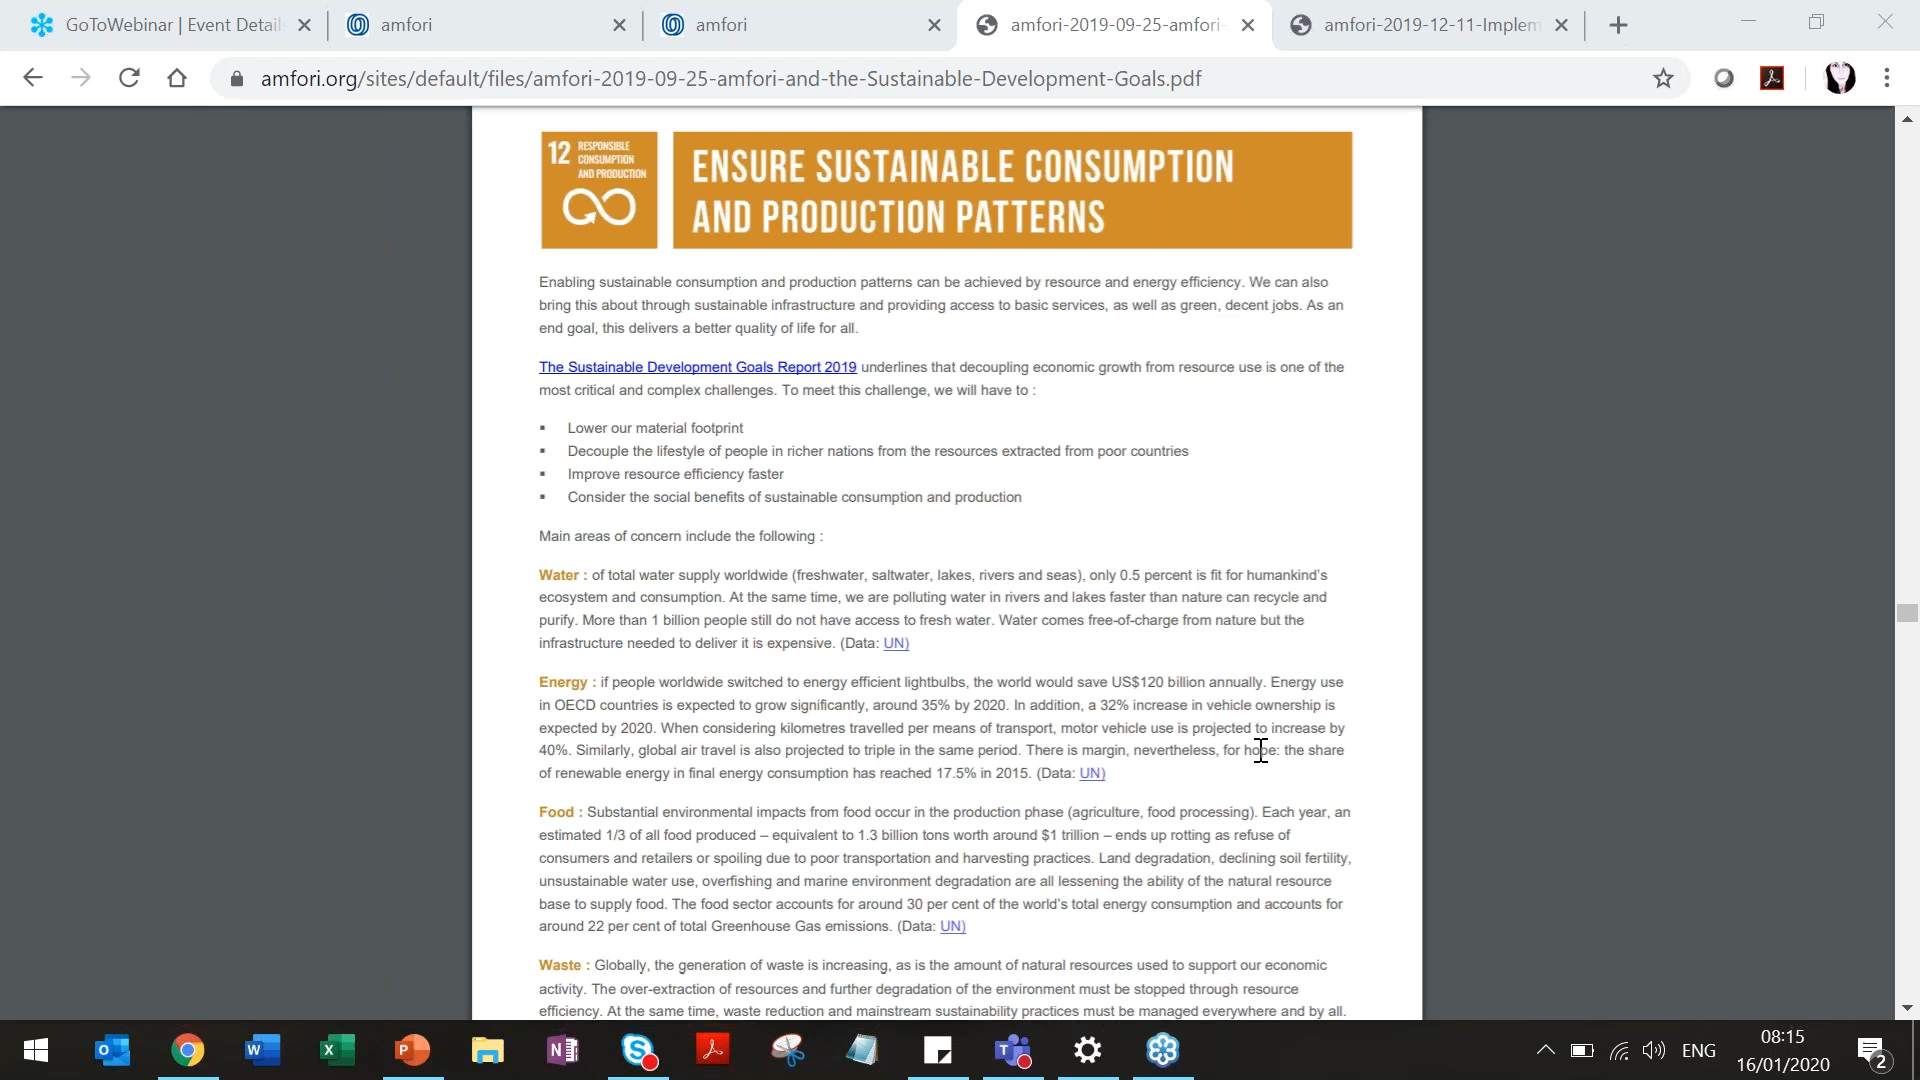 GoToWebinar | Event Details
amfori
amfori
amfori-2019-09-25-amfori-
amfori-2019-12-11-Implem
amfori.org/sites/default/files/amfori-2019-09-25-amfori-and-the-Sustainable-Development-Goals.pdf
12 RESPONSIBLE
CONSUMPTION
AND PRODUCTION
ENSURE SUSTAINABLE CONSUMPTION
AND PRODUCTION PATTERNS
Enabling sustainable consumption and production patterns can be achieved by resource and energy efficiency. We can also
bring this about through sustainable infrastructure and providing access to basic services, as well as green, decent jobs. As an
end goal, this delivers a better quality of life for all.
The Sustainable Development Goals Report 2019 underlines that decoupling economic growth from resource use is one of the
most critical and complex challenges. To meet this challenge, we will have to :
▪ Lower our material footprint
▪ Decouple the lifestyle of people in richer nations from the resources extracted from poor countries
▪ Improve resource efficiency faster
▪ Consider the social benefits of sustainable consumption and production
Main areas of concern include the following :
Water : of total water supply worldwide (freshwater, saltwater, lakes, rivers and seas), only 0.5 percent is fit for humankind's
ecosystem and consumption. At the same time, we are polluting water in rivers and lakes faster than nature can recycle and
purify. More than 1 billion people still do not have access to fresh water. Water comes free-of-charge from nature but the
infrastructure needed to deliver it is expensive. (Data: UN)
Energy : if people worldwide switched to energy efficient lightbulbs, the world would save US$120 billion annually. Energy use
in OECD countries is expected to grow significantly, around 35% by 2020. In addition, a 32% increase in vehicle ownership is
expected by 2020. When considering kilometres travelled per means of transport, motor vehicle use is projected to increase by
40%. Similarly, global air travel is also projected to triple in the same period. There is margin, nevertheless, for hope: the share
of renewable energy in final energy consumption has reached 17.5% in 2015. (Data: UN)
Food : Substantial environmental impacts from food occur in the production phase (agriculture, food processing). Each year, an
estimated 1/3 of all food produced – equivalent to 1.3 billion tons worth around $1 trillion – ends up rotting as refuse of
consumers and retailers or spoiling due to poor transportation and harvesting practices. Land degradation, declining soil fertility,
unsustainable water use, overfishing and marine environment degradation are all lessening the ability of the natural resource
base to supply food. The food sector accounts for around 30 per cent of the world's total energy consumption and accounts for
around 22 per cent of total Greenhouse Gas emissions. (Data: UN)
Waste : Globally, the generation of waste is increasing, as is the amount of natural resources used to support our economic
activity. The over-extraction of resources and further degradation of the environment must be stopped through resource
efficiency. At the same time, waste reduction and mainstream sustainability practices must be managed everywhere and by all.
ENG
08:15
16/01/2020
2